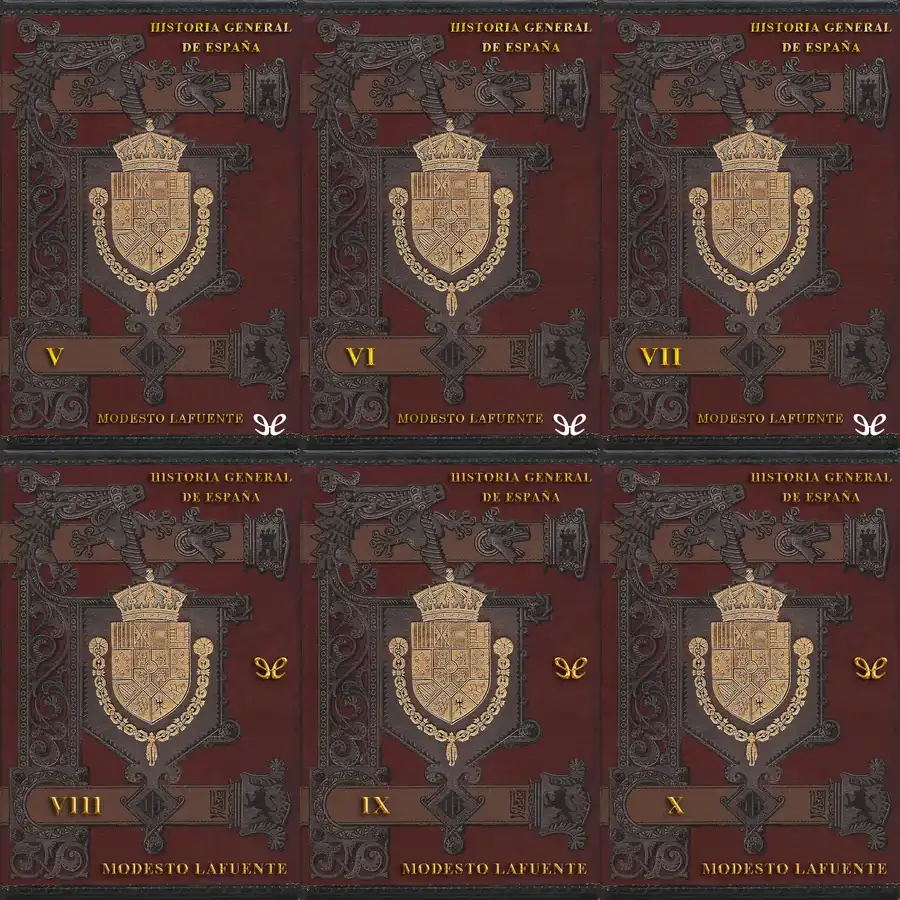 HISTORIA GENERAL
DE ESPAÑA
V
MODESTO LAFUENTE
HISTORIA GENERAL
DE ESPAÑA
VI
MODESTO LAFUENTE
HISTORIA GENERAL
DE ESPAÑA
VII
MODESTO LAFUENTE
HISTORIA GENERAL
DE ESPAÑA
VIII
MODESTO LAFUENTE
HISTORIA GENERAL
DE ESPAÑA
IX
MODESTO LAFUENTE
HISTORIA GENERAL
DE ESPAÑA
X
MODESTO LAFUENTE